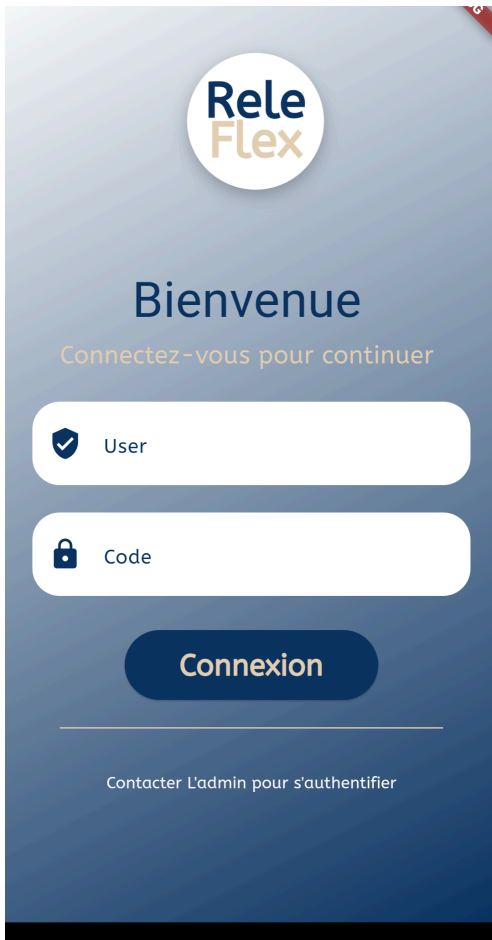 Rele
Flex
Bienvenue
Connectez-vous pour continuer
User
Code
Connexion
Contacter L'admin pour s'authentifier